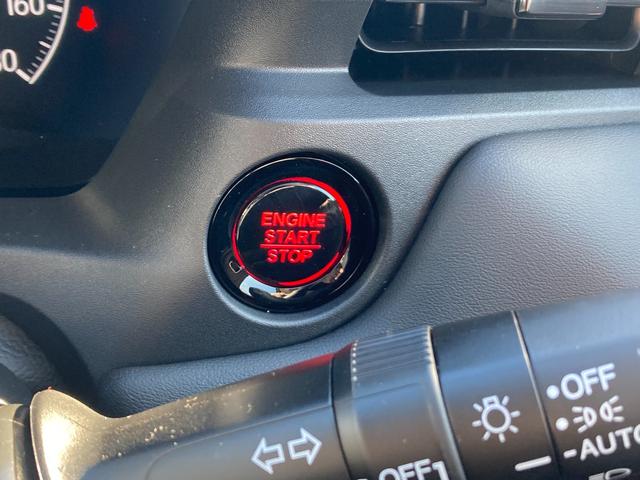 160
ENGINE
START
STOP
OFF
AUTO
OFF